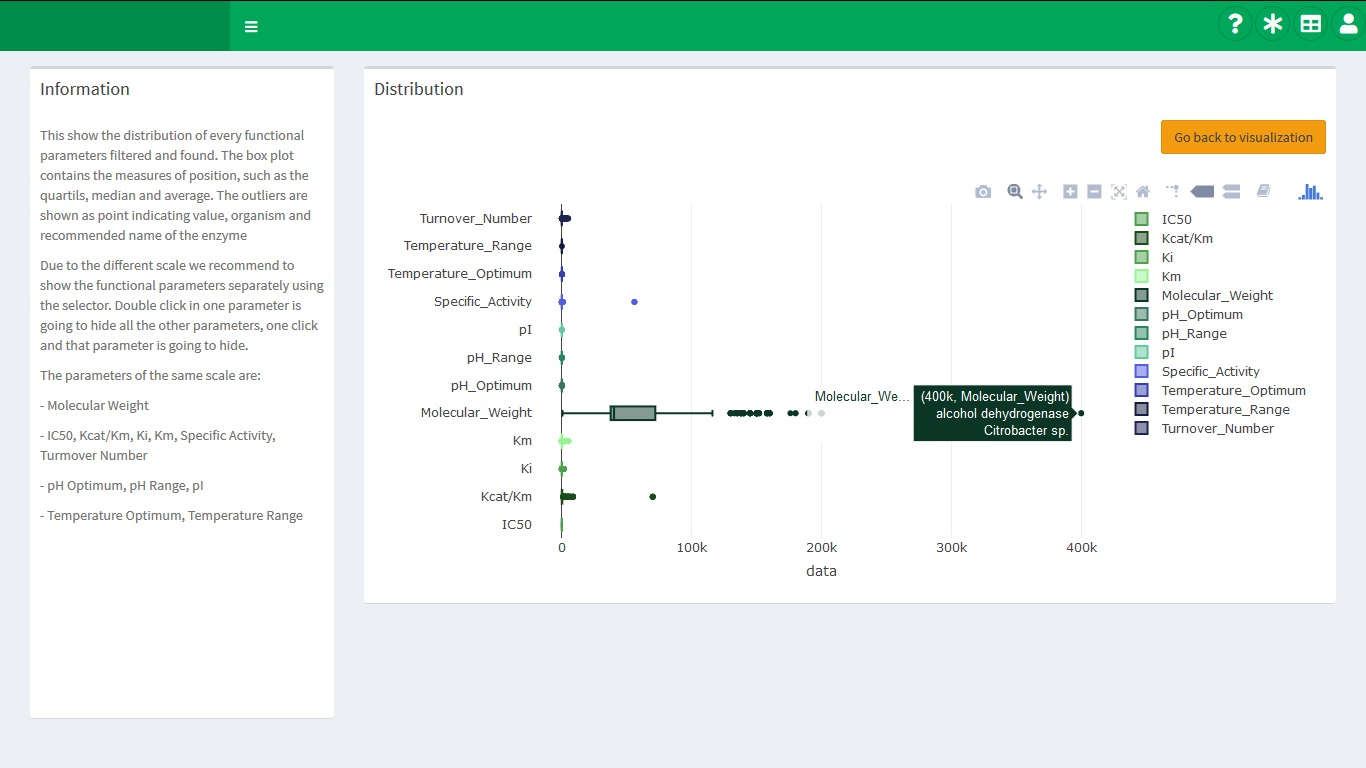 Information
This show the distribution of every functional
parameters filtered and found. The box plot
contains the measures of position, such as the
quartils, median and average. The outliers are
shown as point indicating value, organism and
recommended name of the enzyme
Due to the different scale we recommend to
show the functional parameters separately using
the selector. Double click in one parameter is
going to hide all the other parameters, one click
and that parameter is going to hide.
The parameters of the same scale are:
- Molecular Weight
- IC50, Kcat/Km, Ki, Km, Specific Activity,
Turmover Number
- pH Optimum, pH Range, pI
- Temperature Optimum, Temperature Range
Distribution
Go back to visualization
Turnover_Number
Temperature_Range
Temperature_Optimum
Specific_Activity
pI
pH_Range
pH_Optimum
Molecular_Weight
Km
Ki
Kcat/Km
IC50
Molecular_We...
(400k, Molecular_Weight)
alcohol dehydrogenase
Citrobacter sp.
0
100k
200k
300k
400k
data
IC50
Kcat/Km
Ki
Km
Molecular_Weight
pH_Optimum
pH_Range
pI
Specific_Activity
Temperature_Optimum
Temperature_Range
Turnover_Number